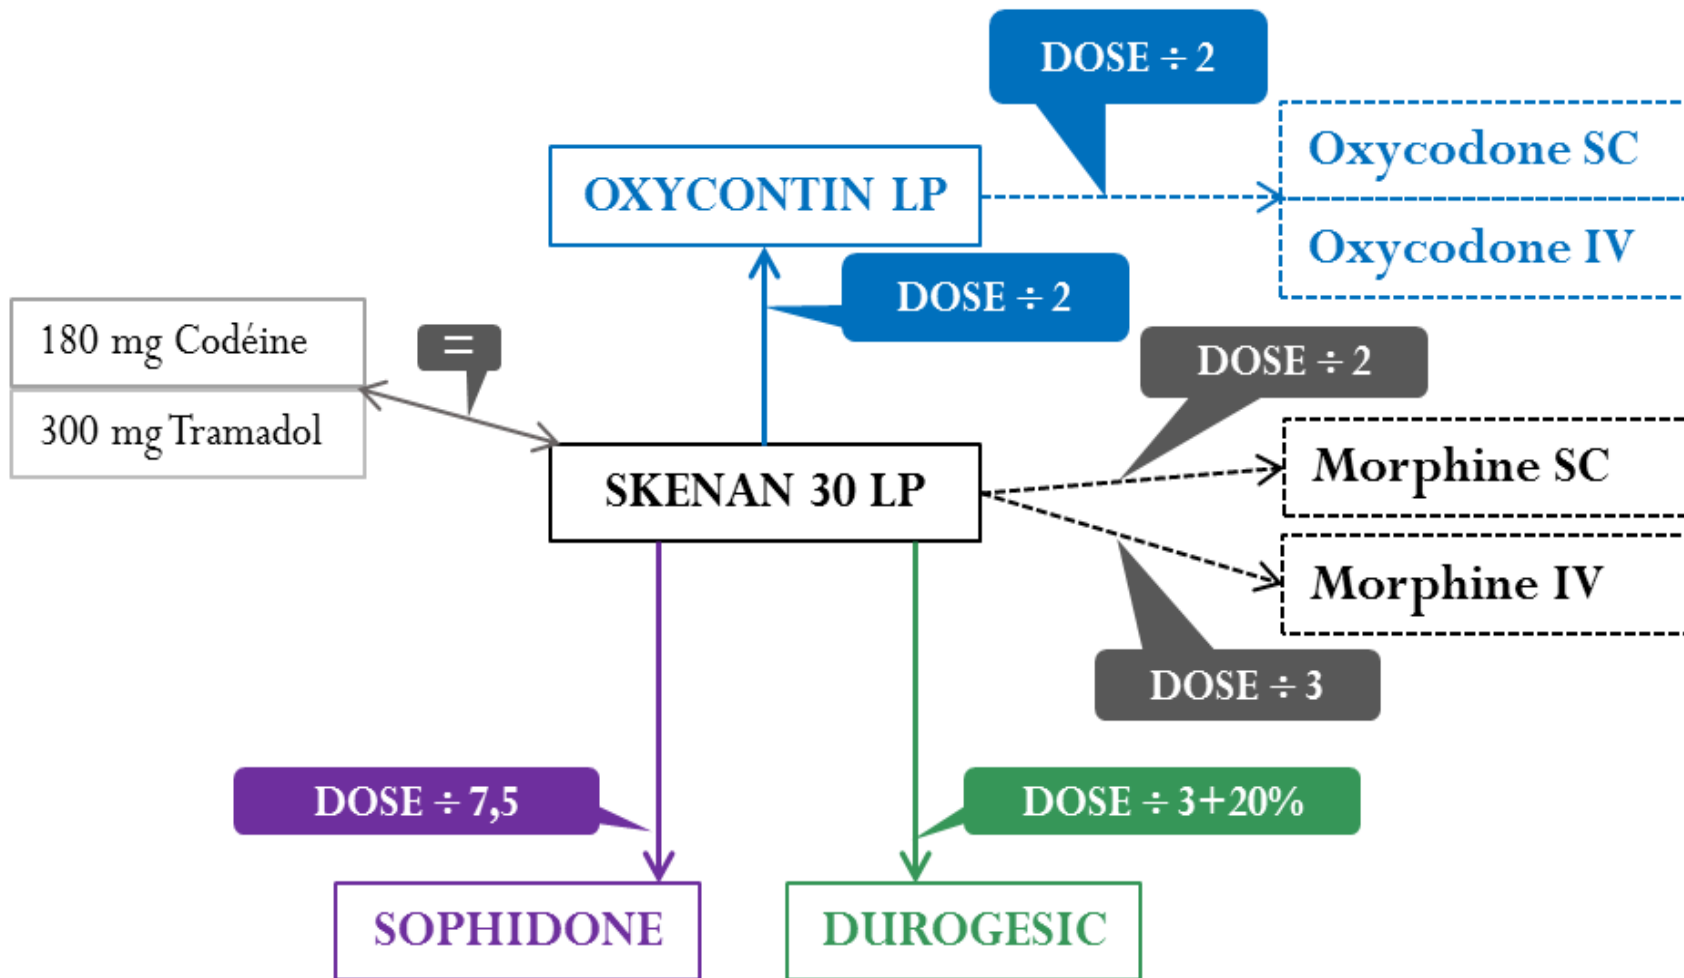 DOSE ÷ 2
Oxycodone SC
OXYCONTIN LP
Oxycodone IV
DOSE ÷ 2
180 mg Codéine
=
DOSE ÷ 2
300 mg Tramadol
SKENAN 30 LP
Morphine SC
Morphine IV
DOSE ÷ 3
DOSE ÷ 7,5
DOSE ÷ 3+20%
SOPHIDONE
DUROGESIC